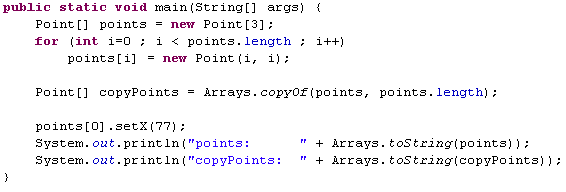 public static void main(String[] args) {
    Point[] points = new Point[3];
    for (int i=0 ; i < points.length ; i++)
        points[i] = new Point(i, i);

    Point[] copyPoints = Arrays.copyOf(points, points.length);

    points[0].setX(77);
    System.out.println("points:      " + Arrays.toString(points));
    System.out.println("copyPoints:  " + Arrays.toString(copyPoints));
}